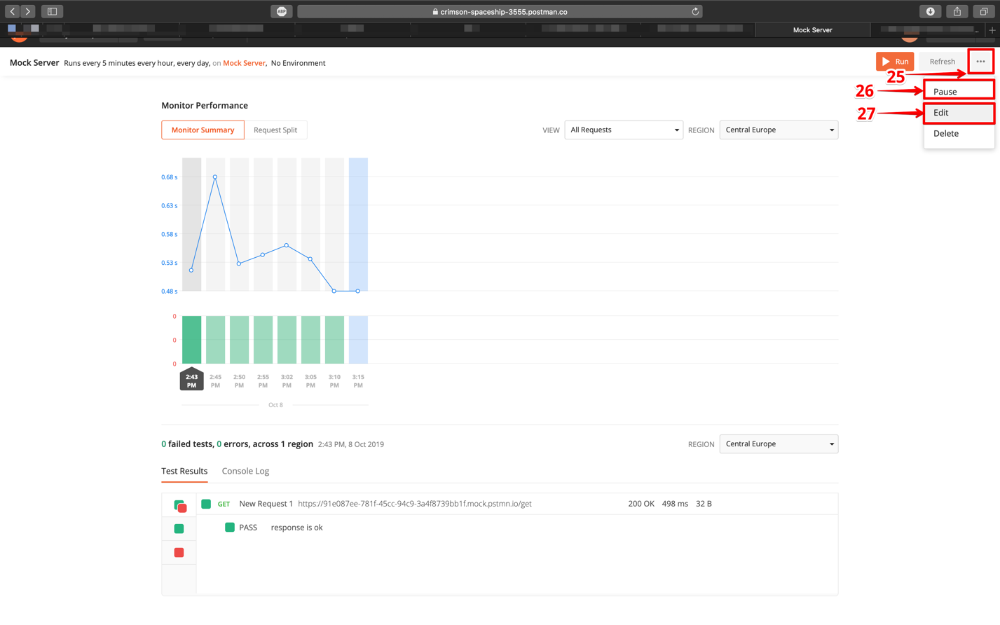 ABP
crimson-spaceship-3555.postman.co
Mock Server
Mock Server Runs every 5 minutes every hour, every day, on Mock Server, No Environment
Run
Refresh
25
26
Pause
27
Edit
Delete
Monitor Performance
Monitor Summary
Request Split
VIEW
All Requests
REGION
Central Europe
0.68 s
0.63 s
0.58 s
0.53 s
0.48 s
0
0
0
2:43 PM
2:45 PM
2:50 PM
2:55 PM
3:02 PM
3:05 PM
3:10 PM
3:15 PM
Oct 8
0 failed tests, 0 errors, across 1 region 2:43 PM, 8 Oct 2019
REGION
Central Europe
Test Results
Console Log
GET New Request 1 https://91e087ee-781f-45cc-94c9-3a4f8739bb1f.mock.pstmn.io/get 200 OK 498 ms 32 B
PASS response is ok